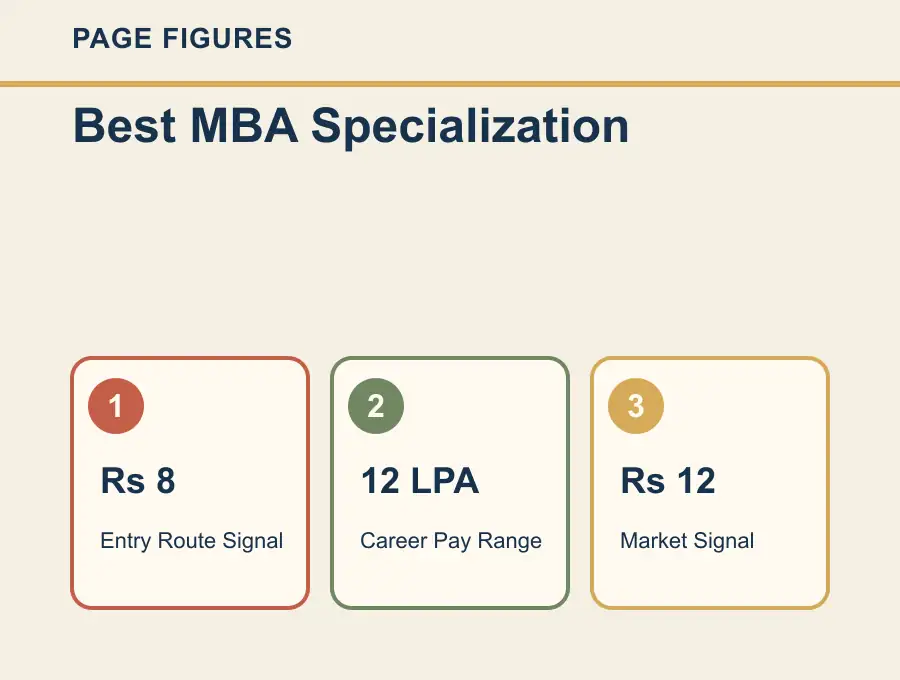 PAGE FIGURES
Best MBA Specialization
1
Rs 8
Entry Route Signal
2
12 LPA
Career Pay Range
3
Rs 12
Market Signal